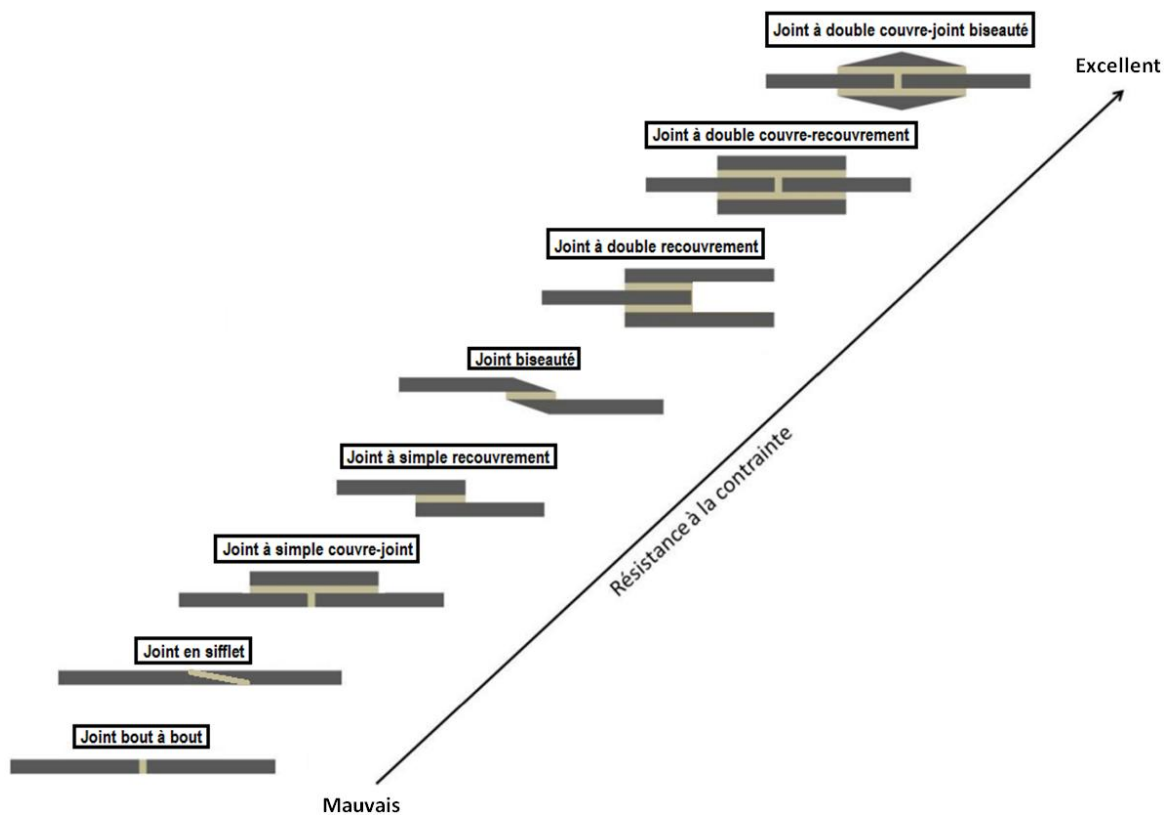 Joint à double couvre-joint biseauté
Excellent
Joint à double couvre-recouvrement
Joint à double recouvrement
Joint biseauté
Résistance à la contrainte
Joint à simple recouvrement
Joint à simple couvre-joint
Joint en sifflet
Joint bout à bout
Mauvais